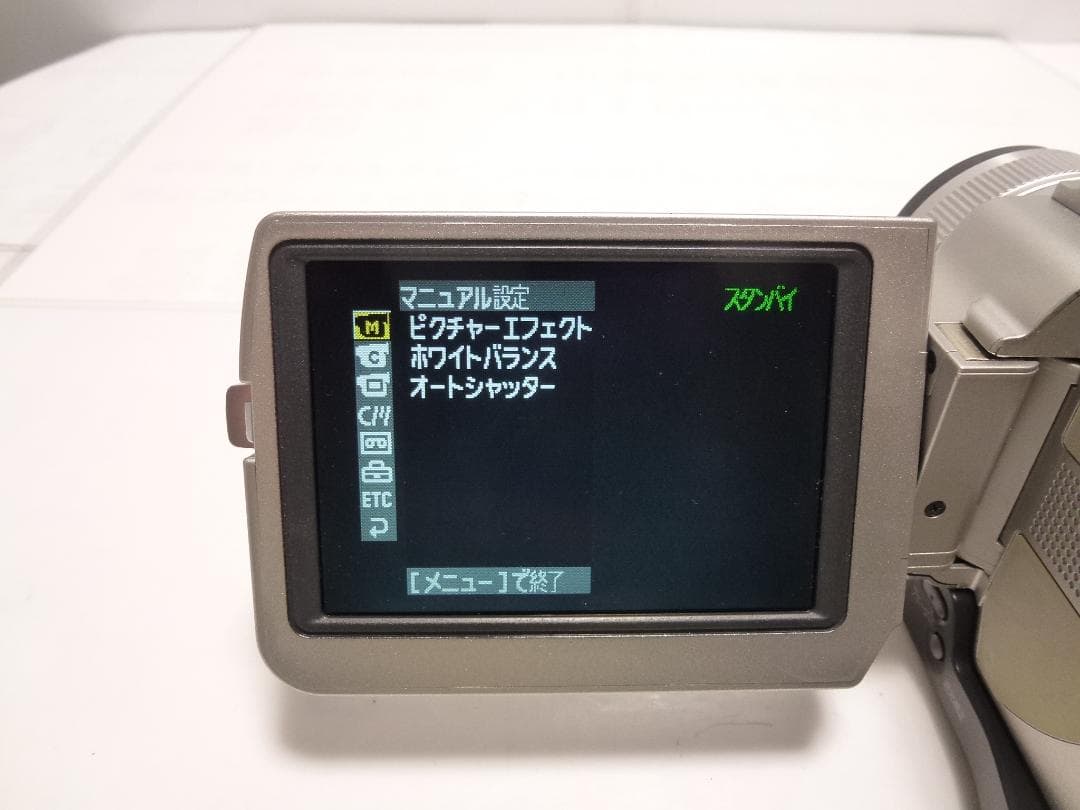 マニュアル設定
スタンバイ
M
ピクチャーエフェクト
C
ホワイトバランス
オートシャッター
CM
ETC
[メニュー]で終了